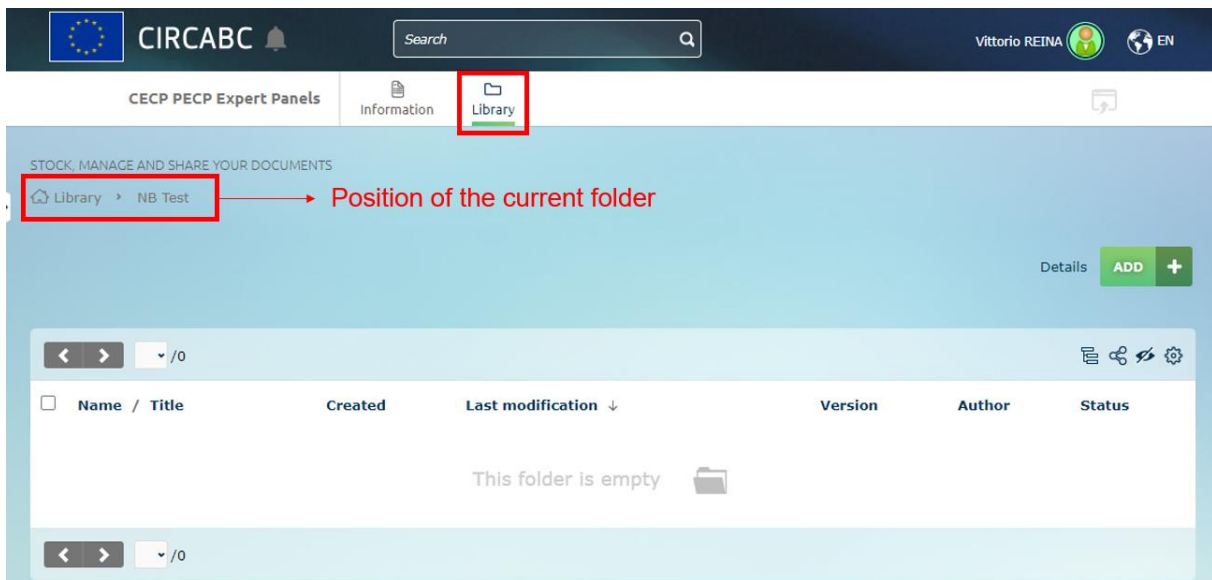 CIRCABC
Search
Vittorio REINA
EN
CECP PECP Expert Panels
Information
Library
STOCK, MANAGE AND SHARE YOUR DOCUMENTS
Library › NB Test
Position of the current folder
Details
ADD +
/0
Name / Title Created Last modification ↓ Version Author Status
This folder is empty
/0